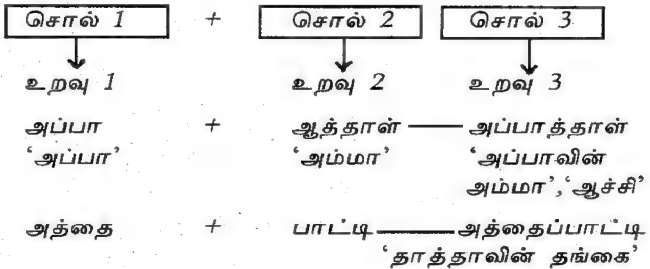 சொல் 1 + சொல் 2 சொல் 3
உறவு 1 உறவு 2 உறவு 3
அப்பா + ஆத்தாள் — அப்பாத்தாள்
‘அப்பா’ ‘அம்மா’ ‘அப்பாவின்
அம்மா’,‘ஆச்சி’
அத்தை + பாட்டி — அத்தைப்பாட்டி
‘தாத்தாவின் தங்கை’